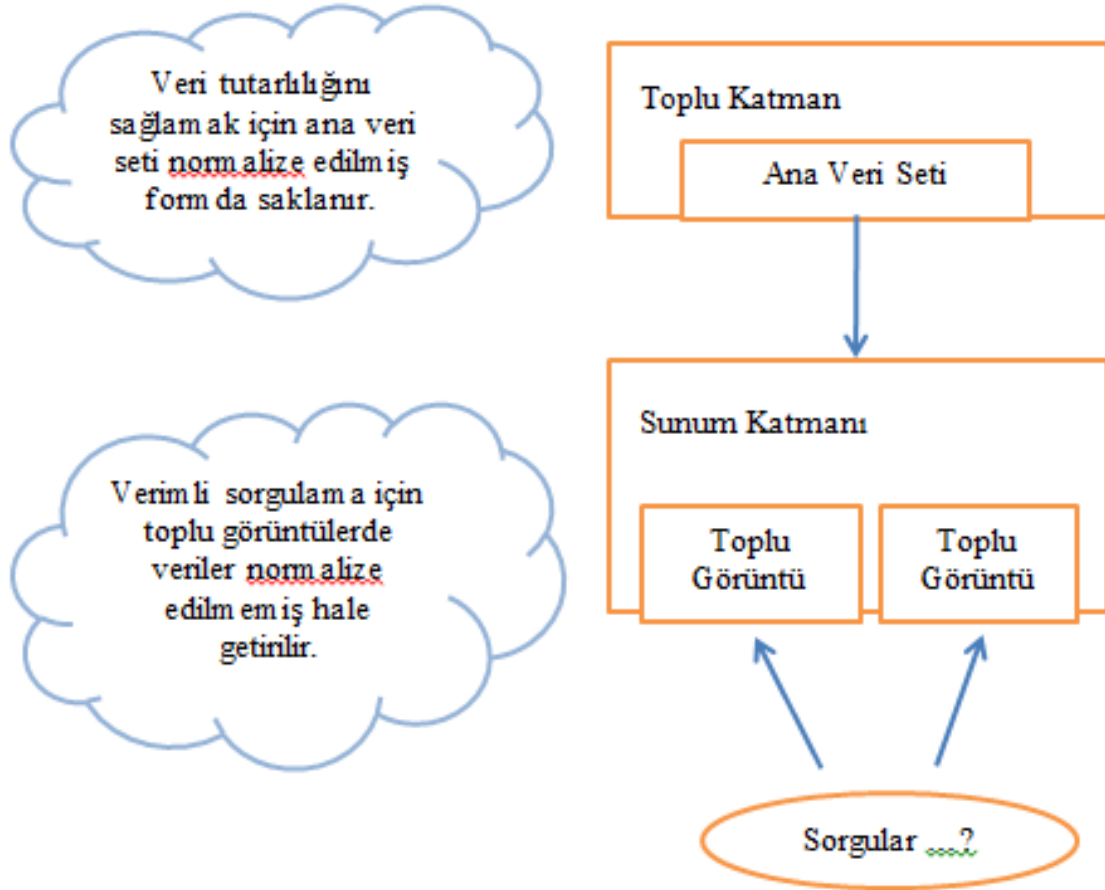 Veri tutarlılığını
sağlamak için ana veri
seti normalize edilmiş
formda saklanır.
Toplu Katman
Ana Veri Seti
Sunum Katmanı
Verimli sorgulama için
toplu görüntülerde
veriler normalize
edilmemiş hale
getirilir.
Toplu
Görüntü
Toplu
Görüntü
Sorgular ....?